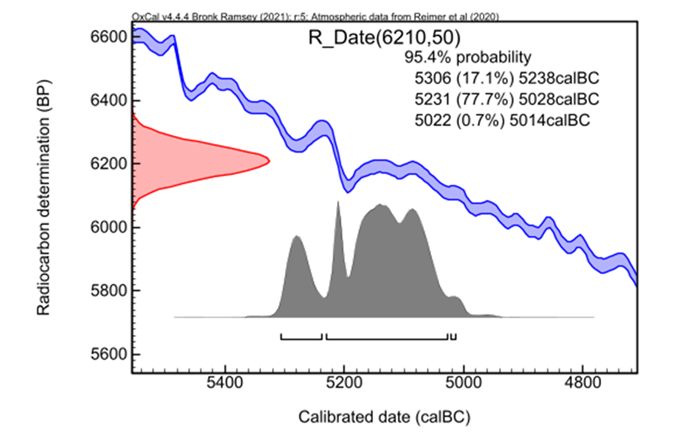 OxCal v4.4.4 Bronk Ramsey (2021); r:5; Atmospheric data from Reimer et al (2020)
R_Date(6210,50)
95.4% probability
5306 (17.1%) 5238calBC
5231 (77.7%) 5028calBC
5022 (0.7%) 5014calBC
Radiocarbon determination (BP)
6600
6400
6200
6000
5800
5600
5400 5200 5000 4800
Calibrated date (calBC)